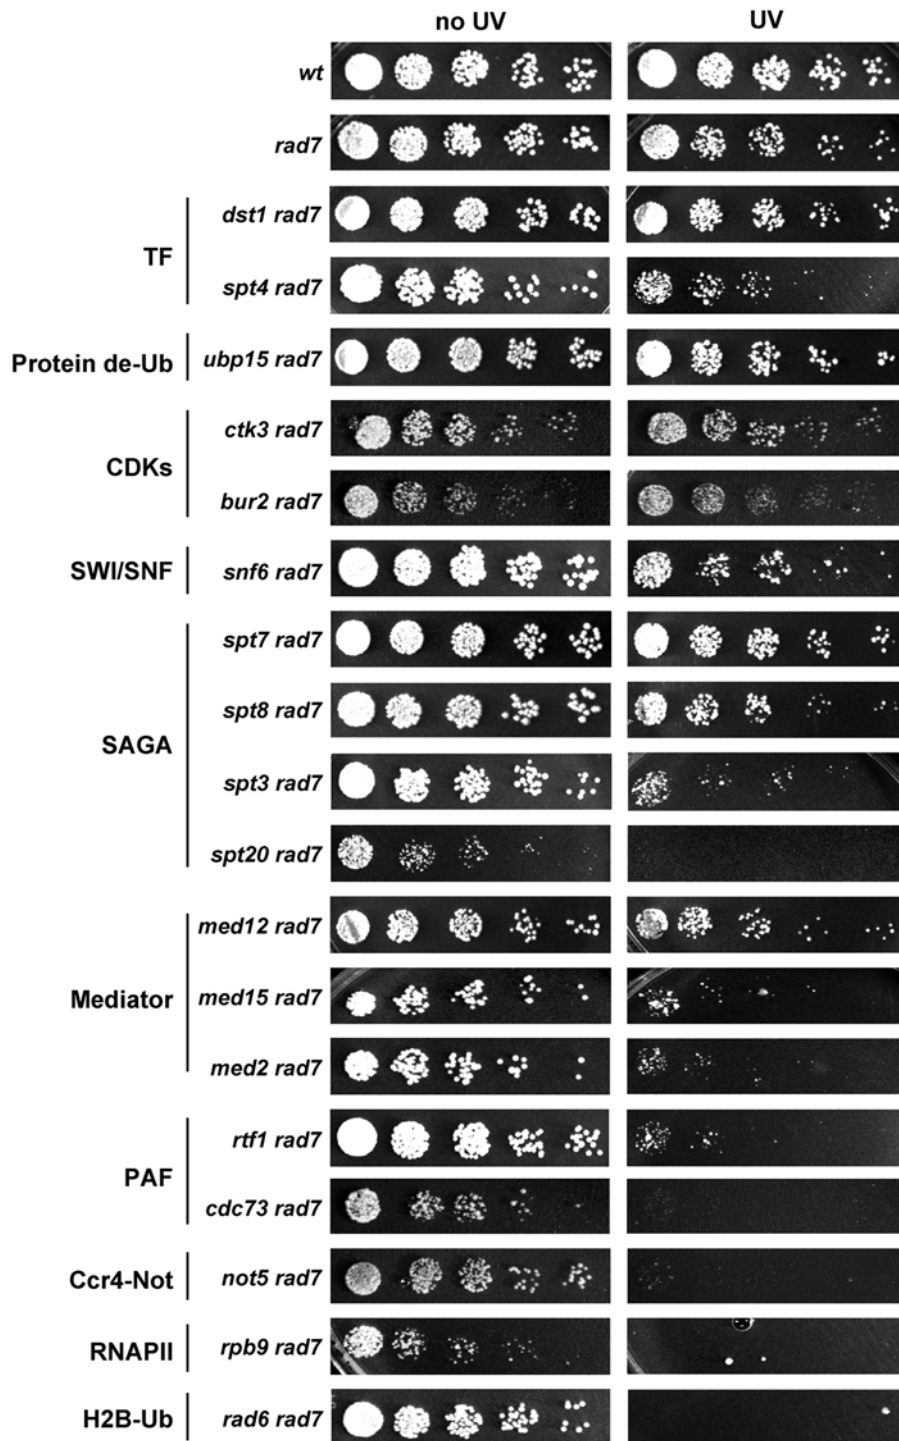 no UV UV
wt
rad7
TF
dst1 rad7
spt4 rad7
Protein de-Ub
ubp15 rad7
CDKs
ctk3 rad7
bur2 rad7
SWI/SNF
snf6 rad7
SAGA
spt7 rad7
spt8 rad7
spt3 rad7
spt20 rad7
Mediator
med12 rad7
med15 rad7
med2 rad7
PAF
rtf1 rad7
cdc73 rad7
Ccr4-Not
not5 rad7
RNAPII
rpb9 rad7
H2B-Ub
rad6 rad7